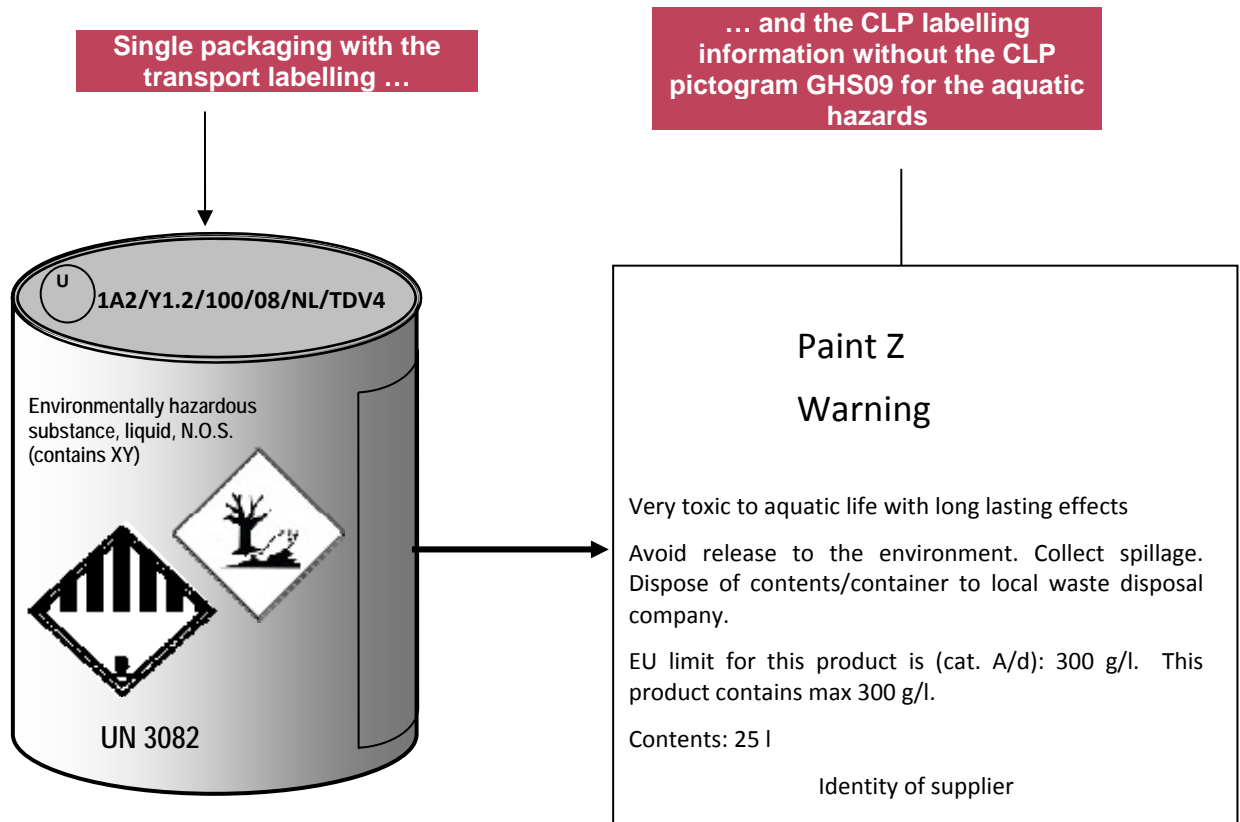 Single packaging with the
transport labelling …
… and the CLP labelling
information without the CLP
pictogram GHS09 for the aquatic
hazards
U
1A2/Y1.2/100/08/NL/TDV4
Environmentally hazardous
substance, liquid, N.O.S.
(contains XY)
UN 3082
Paint Z
Warning
Very toxic to aquatic life with long lasting effects
Avoid release to the environment. Collect spillage.
Dispose of contents/container to local waste disposal
company.
EU limit for this product is (cat. A/d): 300 g/l. This
product contains max 300 g/l.
Contents: 25 l
Identity of supplier